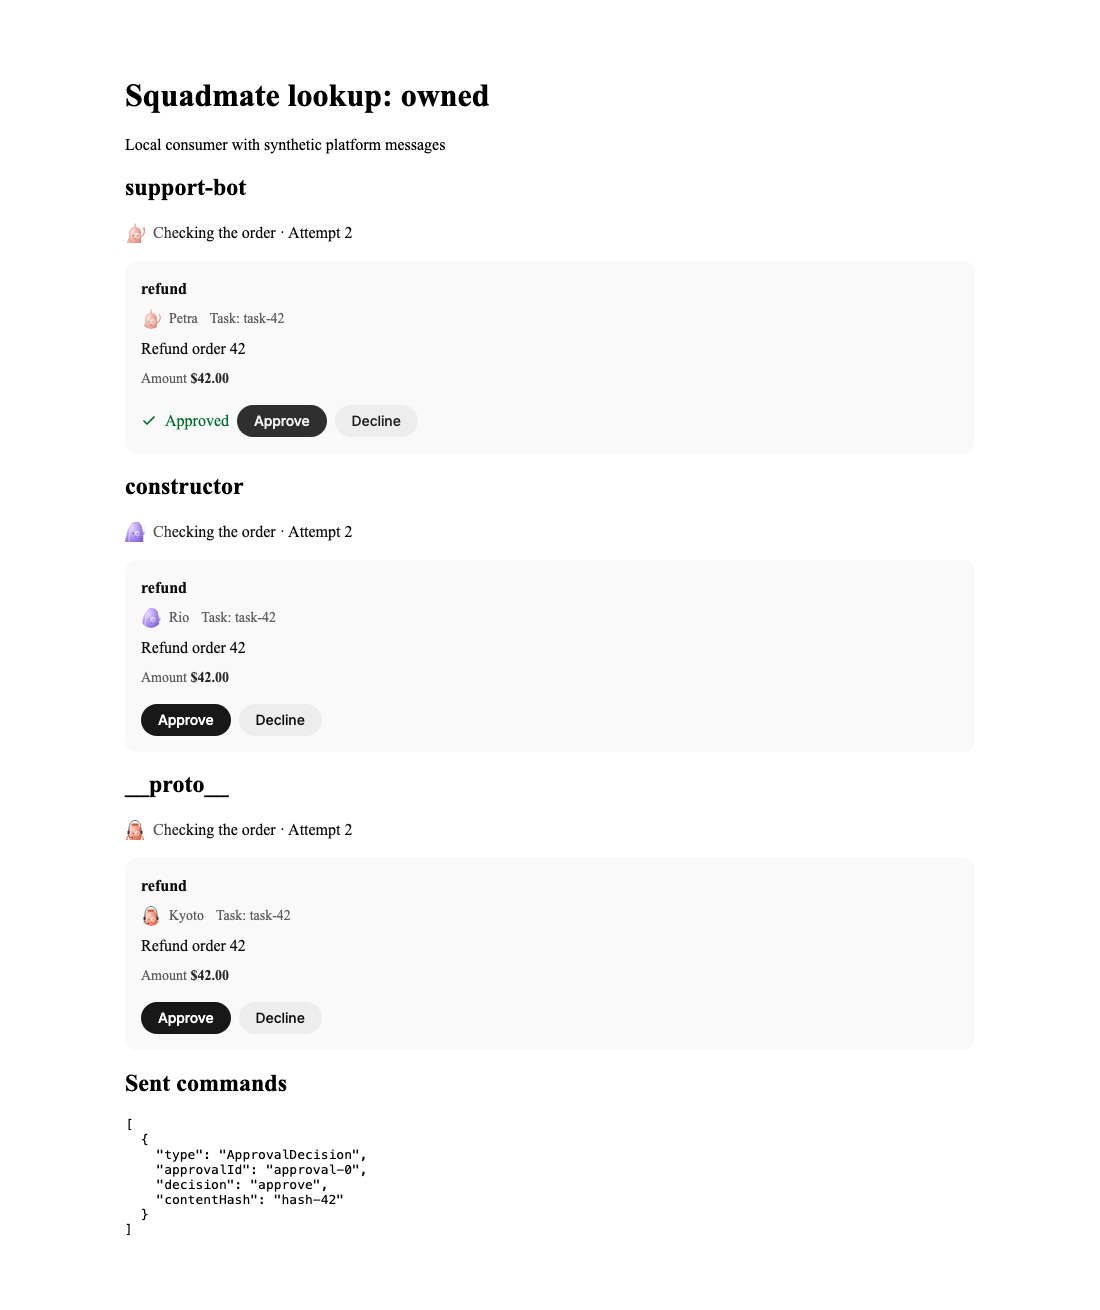 Squadmate lookup: owned
Local consumer with synthetic platform messages
support-bot
Checking the order · Attempt 2
refund
Petra Task: task-42
Refund order 42
Amount $42.00
Approved Approve Decline
constructor
Checking the order · Attempt 2
refund
Rio Task: task-42
Refund order 42
Amount $42.00
Approve Decline
__proto__
Checking the order · Attempt 2
refund
Kyoto Task: task-42
Refund order 42
Amount $42.00
Approve Decline
Sent commands
[
  {
    "type": "ApprovalDecision",
    "approvalId": "approval-0",
    "decision": "approve",
    "contentHash": "hash-42"
  }
]